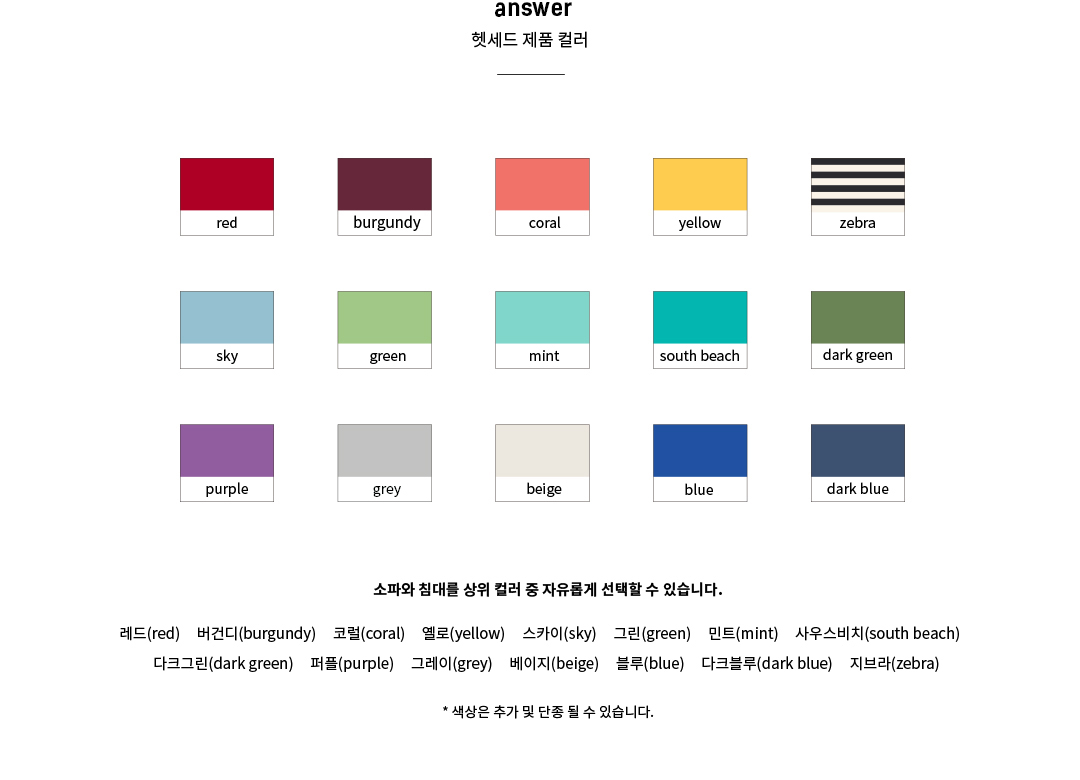 answer
헷세드 제품 컬러
red
burgundy
coral
yellow
zebra
sky
green
mint
south beach
dark green
purple
grey
beige
blue
dark blue
소파와 침대를 상위 컬러 중 자유롭게 선택할 수 있습니다.
레드(red) 버건디(burgundy) 코럴(coral) 옐로(yellow) 스카이(sky) 그린(green) 민트(mint) 사우스비치(south beach)
다크그린(dark green) 퍼플(purple) 그레이(grey) 베이지(beige) 블루(blue) 다크블루(dark blue) 지브라(zebra)
* 색상은 추가 및 단종 될 수 있습니다.